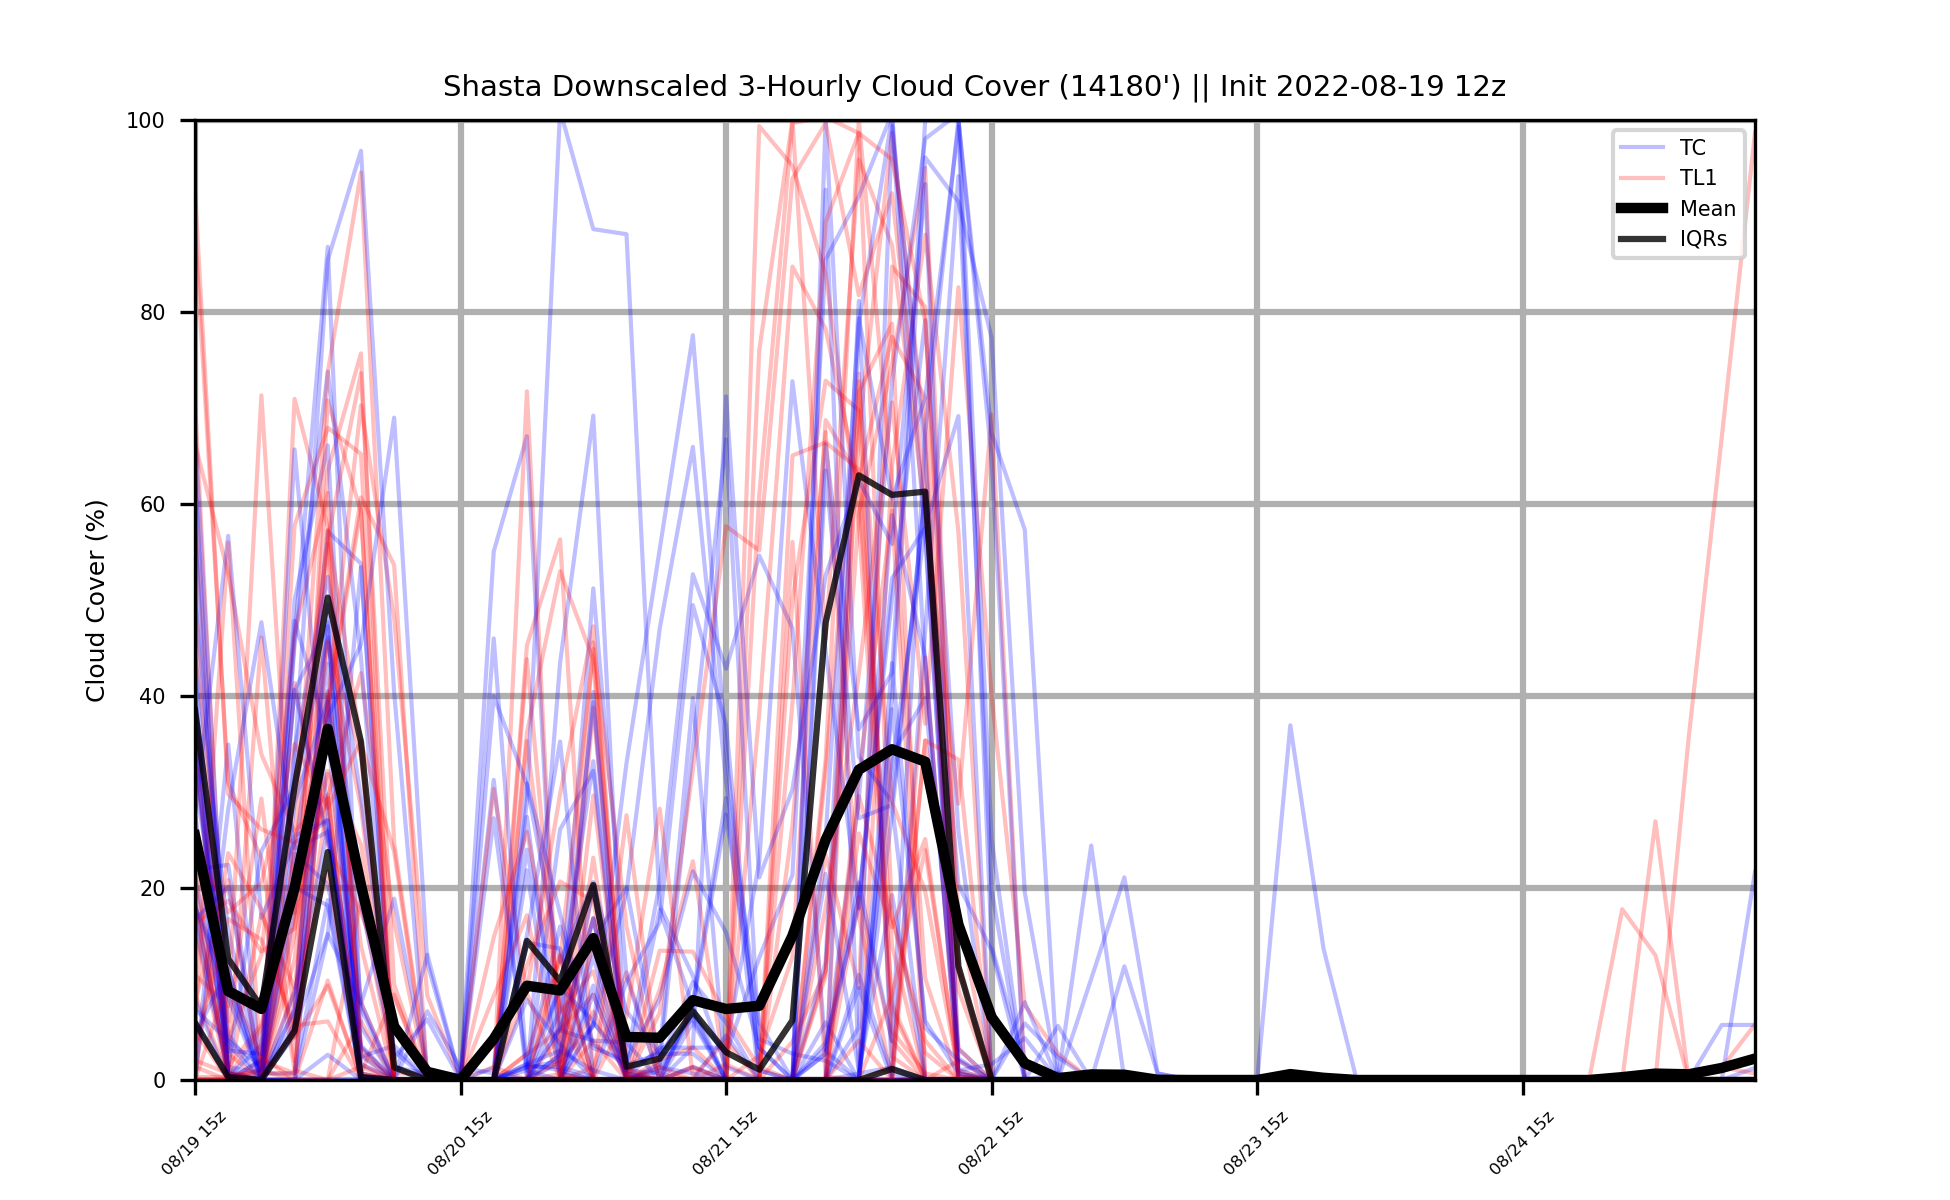 Shasta Downscaled 3-Hourly Cloud Cover (14180') || Init 2022-08-19 12z
100
80
60
40
20
0
Cloud Cover (%)
TC
TL1
Mean
IQRs
08/19 15z
08/20 15z
08/21 15z
08/22 15z
08/23 15z
08/24 15z